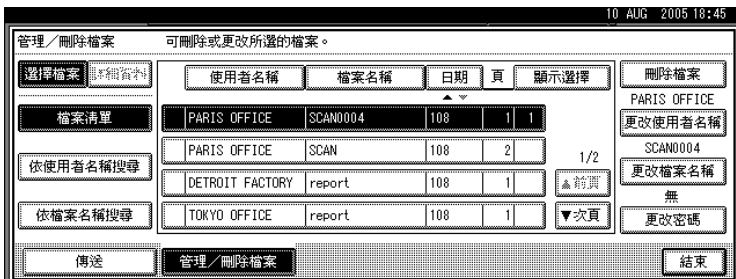 10 AUG 2005 18:45
管理／刪除檔案 可刪除或更改所選的檔案。
選擇檔案 詳細資料 使用者名稱 檔案名稱 日期 頁 顯示選擇 刪除檔案
PARIS OFFICE
檔案清單 PARIS OFFICE SCAN0004 108 1 1 更改使用者名稱
PARIS OFFICE SCAN 108 2 1/2 SCAN0004
依使用者名稱搜尋 DETROIT FACTORY report 108 1 ▲前頁 更改檔案名稱
無
依檔案名稱搜尋 TOKYO OFFICE report 108 1 ▼次頁 更改密碼
傳送 管理／刪除檔案 結束